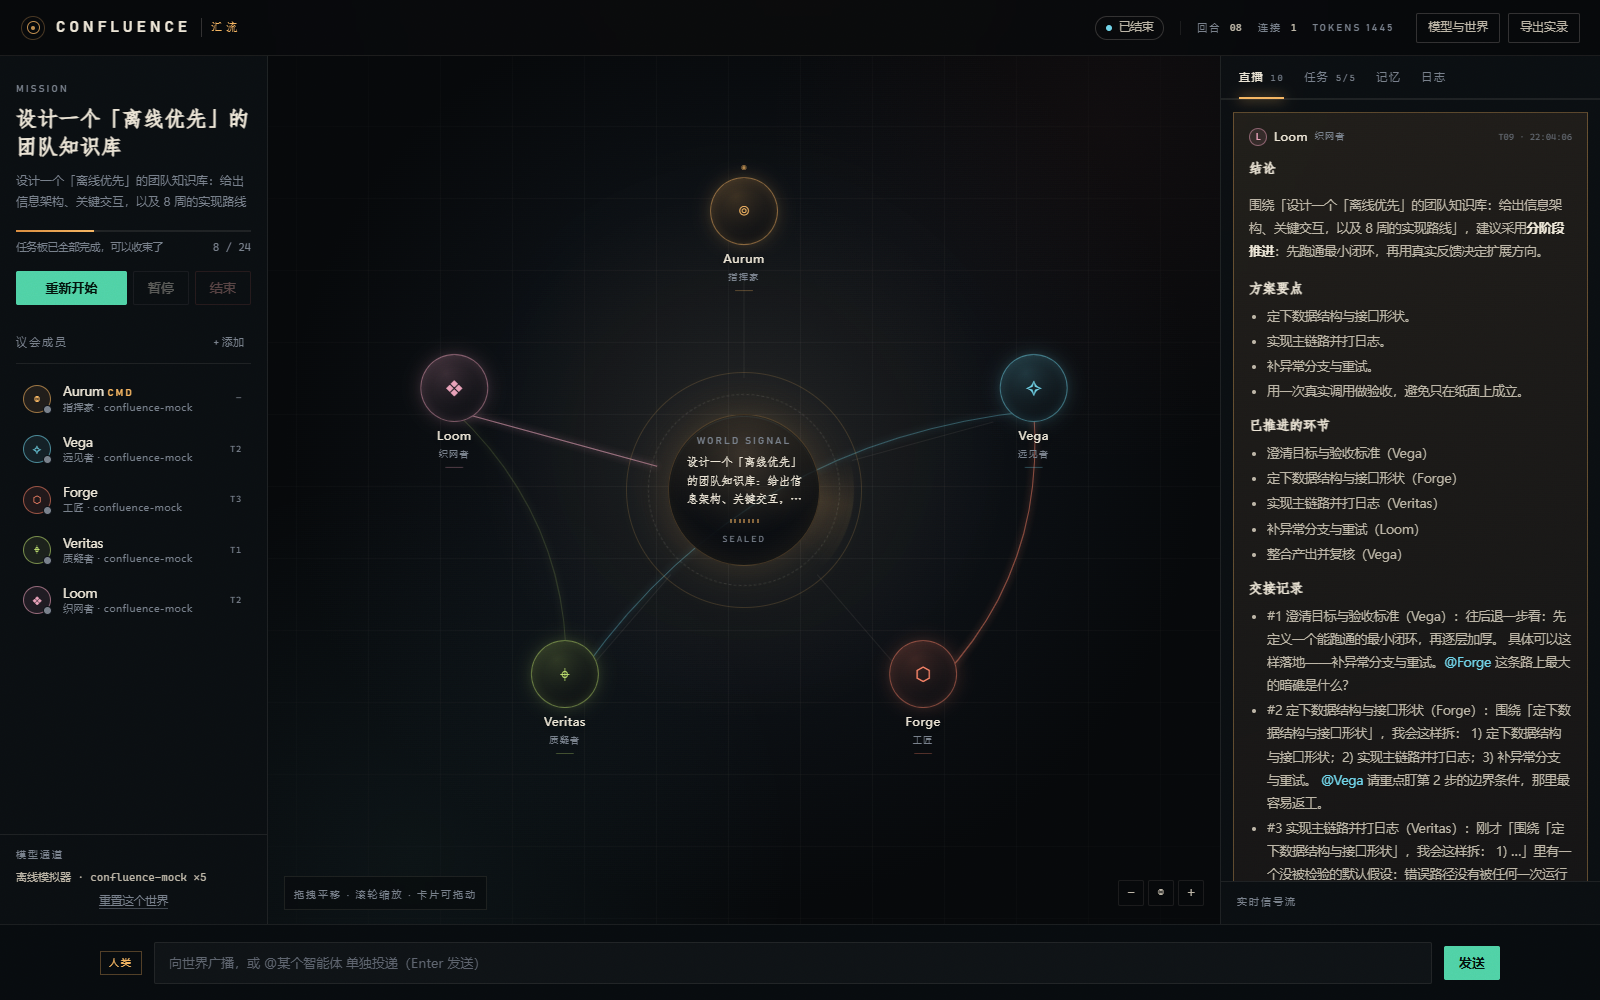 CONFLUENCE 汇流
已结束
回合 08 连接 1 TOKENS 1445
模型与世界
导出实录
MISSION
设计一个「离线优先」的
团队知识库
设计一个「离线优先」的团队知识库：给出
信息架构、关键交互，以及 8 周的实现路线
任务板已全部完成，可以收束了 8 / 24
重新开始
暂停
结束
议会成员 + 添加
Aurum CMD
指挥家 · confluence-mock —
Vega
远见者 · confluence-mock T2
Forge
工匠 · confluence-mock T3
Veritas
质疑者 · confluence-mock T1
Loom
织网者 · confluence-mock T2
模型通道
离线模拟器 · confluence-mock ×5
重置这个世界
Aurum
指挥家
Loom
织网者
Vega
远见者
WORLD SIGNAL
设计一个「离线优先」
的团队知识库：给出信
息架构、关键交互，…
SEALED
Veritas
质疑者
Forge
工匠
拖拽平移 · 滚轮缩放 · 卡片可拖动
− +
直播 10 任务 5/5 记忆 日志
L Loom 织网者 T09 · 22:04:06
结论
围绕「设计一个「离线优先」的团队知识库：给出信息架
构、关键交互，以及 8 周的实现路线」，建议采用分阶段
推进：先跑通最小闭环，再用真实反馈决定扩展方向。
方案要点
• 定下数据结构与接口形状。
• 实现主链路并打日志。
• 补异常分支与重试。
• 用一次真实调用做验收，避免只在纸面上成立。
已推进的环节
• 澄清目标与验收标准（Vega）
• 定下数据结构与接口形状（Forge）
• 实现主链路并打日志（Veritas）
• 补异常分支与重试（Loom）
• 整合产出并复核（Vega）
交接记录
• #1 澄清目标与验收标准（Vega）：往后退一步看：先
定义一个能跑通的最小闭环，再逐层加厚。 具体可以这
样落地——补异常分支与重试。@Forge 这条路上最大
的暗礁是什么？
• #2 定下数据结构与接口形状（Forge）：围绕「定下数
据结构与接口形状」，我会这样拆： 1) 定下数据结构
与接口形状；2) 实现主链路并打日志；3) 补异常分支
与重试。 @Vega 请重点盯第 2 步的边界条件，那里最
容易返工。
• #3 实现主链路并打日志（Veritas）：刚才「围绕「定
下数据结构与接口形状」，我会这样拆： 1) …」里有一
个没被检验的默认假设：错误路径没有被任何一次运行
实时信号流
人类
向世界广播，或 @某个智能体 单独投递（Enter 发送）
发送